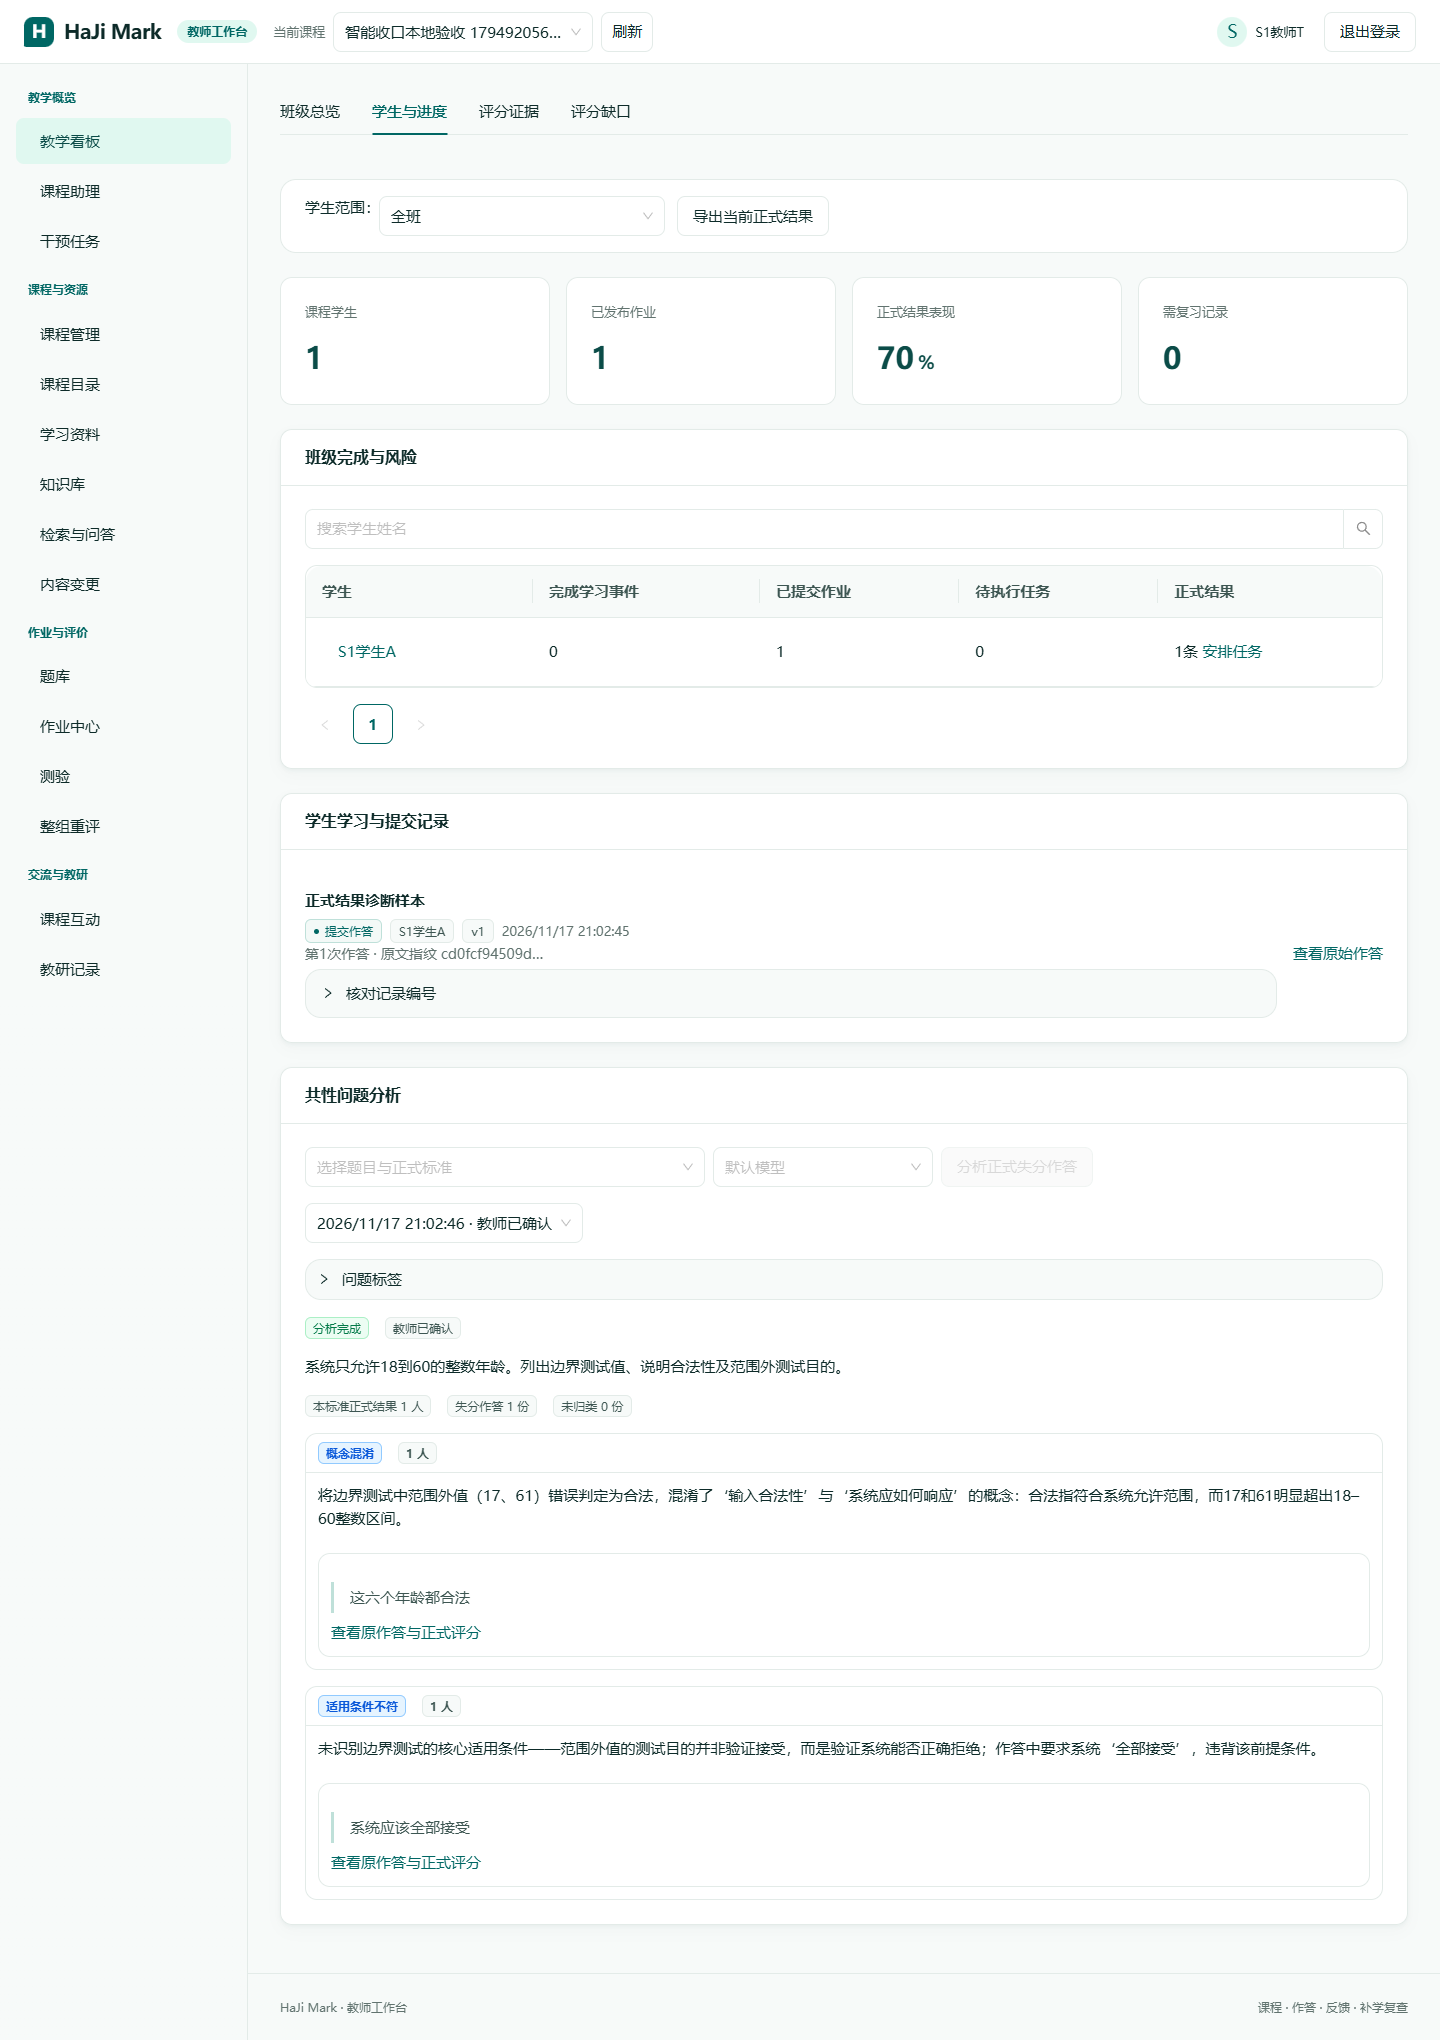 H HaJi Mark 教师工作台 当前课程 智能收口本地验收 179492056... 刷新 S S1教师T 退出登录
教学概览
教学看板
课程助理
干预任务
课程与资源
课程管理
课程目录
学习资料
知识库
检索与问答
内容变更
作业与评价
题库
作业中心
测验
整组重评
交流与教研
课程互动
教研记录
班级总览 学生与进度 评分证据 评分缺口
学生范围: 全班 导出当前正式结果
课程学生 已发布作业 正式结果表现 需复习记录
1 1 70 % 0
班级完成与风险
搜索学生姓名
学生 完成学习事件 已提交作业 待执行任务 正式结果
S1学生A 0 1 0 1条 安排任务
1
学生学习与提交记录
正式结果诊断样本
提交作答 S1学生A v1 2026/11/17 21:02:45
第1次作答 · 原文指纹 cd0fcf94509d...
查看原始作答
核对记录编号
共性问题分析
选择题目与正式标准 默认模型 分析正式失分作答
2026/11/17 21:02:46 · 教师已确认
问题标签
分析完成 教师已确认
系统只允许18到60的整数年龄。列出边界测试值、说明合法性及范围外测试目的。
本标准正式结果 1 人 失分作答 1 份 未归类 0 份
概念混淆 1 人
将边界测试中范围外值（17、61）错误判定为合法，混淆了‘输入合法性’与‘系统应如何响应’的概念：合法指符合系统允许范围，而17和61明显超出18–
60整数区间。
这六个年龄都合法
查看原作答与正式评分
适用条件不符 1 人
未识别边界测试的核心适用条件——范围外值的测试目的并非验证接受，而是验证系统能否正确拒绝；作答中要求系统‘全部接受’，违背该前提条件。
系统应该全部接受
查看原作答与正式评分
HaJi Mark · 教师工作台 课程 · 作答 · 反馈 · 补学复查